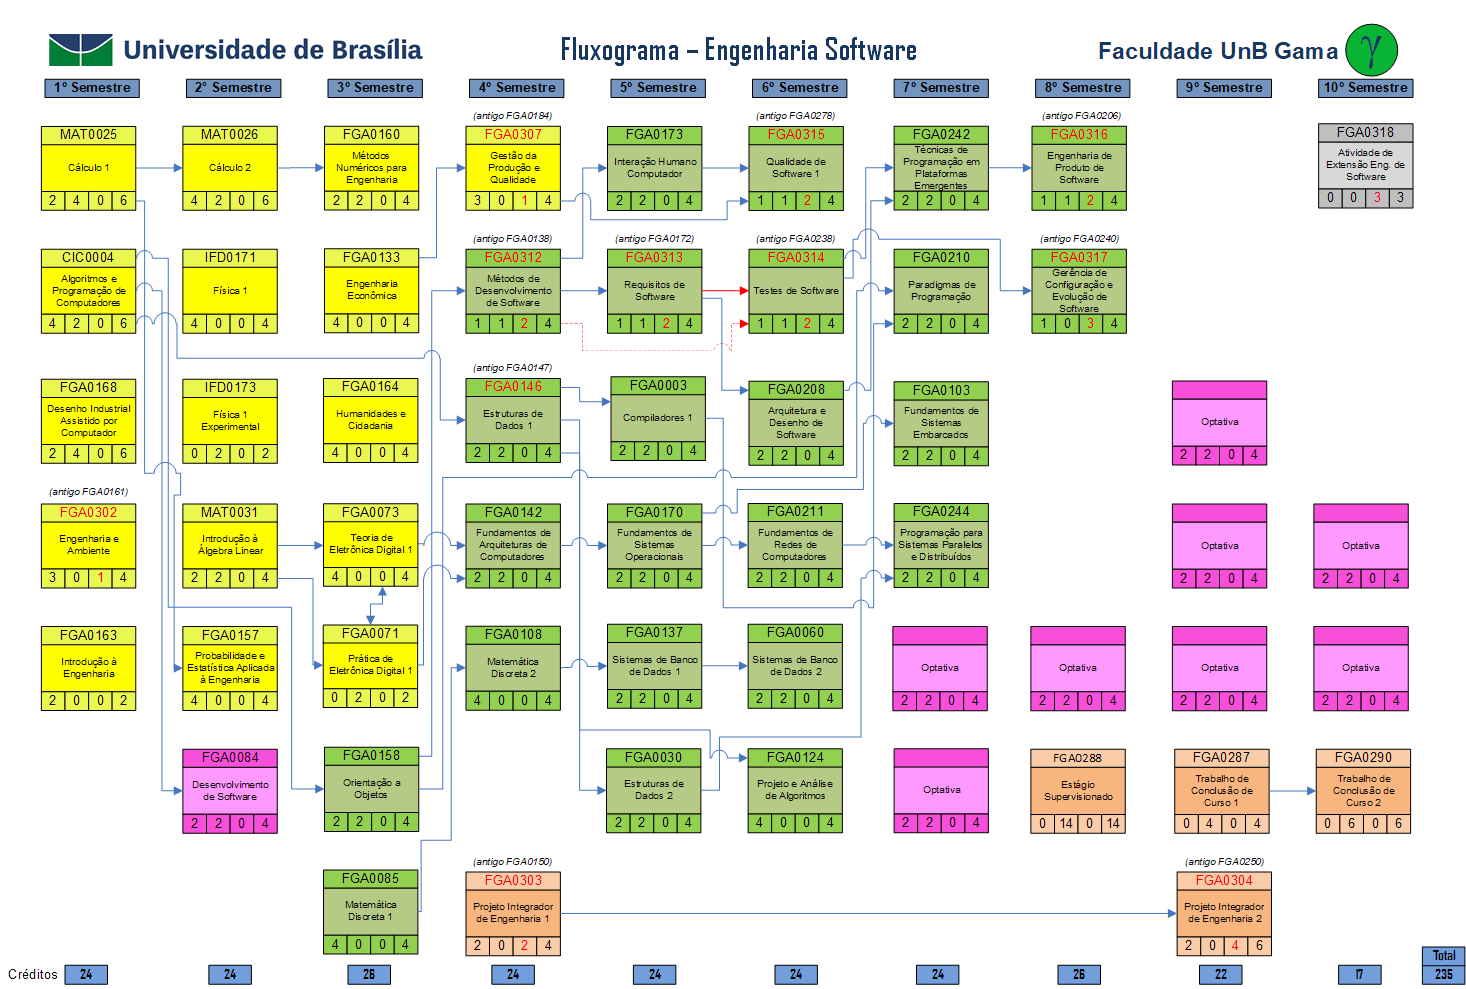 Universidade de Brasília
Fluxograma – Engenharia Software
Faculdade UnB Gama
γ
1º Semestre
2º Semestre
3º Semestre
4º Semestre
5º Semestre
6º Semestre
7º Semestre
8º Semestre
9º Semestre
10º Semestre
MAT0025
Cálculo 1
2 4 0 6
MAT0026
Cálculo 2
4 2 0 6
FGA0160
Métodos
Numéricos para
Engenharia
2 2 0 4
(antigo FGA0184)
FGA0307
Gestão da
Produção e
Qualidade
3 0 1 4
FGA0173
Interação Humano
Computador
2 2 0 4
(antigo FGA0278)
FGA0315
Qualidade de
Software 1
1 1 2 4
FGA0242
Técnicas de
Programação em
Plataformas
Emergentes
2 2 0 4
(antigo FGA0206)
FGA0316
Engenharia de
Produto de
Software
1 1 2 4
FGA0318
Atividade de
Extensão Eng. de
Software
0 0 3 3
CIC0004
Algoritmos e
Programação de
Computadores
4 2 0 6
IFD0171
Física 1
4 0 0 4
FGA0133
Engenharia
Econômica
4 0 0 4
(antigo FGA0138)
FGA0312
Métodos de
Desenvolvimento
de Software
1 1 2 4
(antigo FGA0172)
FGA0313
Requisitos de
Software
1 1 2 4
(antigo FGA0238)
FGA0314
Testes de Software
1 1 2 4
FGA0210
Paradigmas de
Programação
2 2 0 4
(antigo FGA0240)
FGA0317
Gerência de
Configuração e
Evolução de
Software
1 0 3 4
FGA0168
Desenho Industrial
Assistido por
Computador
2 4 0 6
IFD0173
Física 1
Experimental
0 2 0 2
FGA0164
Humanidades e
Cidadania
4 0 0 4
(antigo FGA0147)
FGA0146
Estruturas de
Dados 1
2 2 0 4
FGA0003
Compiladores 1
2 2 0 4
FGA0208
Arquitetura e
Desenho de
Software
2 2 0 4
FGA0103
Fundamentos de
Sistemas
Embarcados
2 2 0 4
Optativa
2 2 0 4
(antigo FGA0161)
FGA0302
Engenharia e
Ambiente
3 0 1 4
MAT0031
Introdução à
Álgebra Linear
2 2 0 4
FGA0073
Teoria de
Eletrônica Digital 1
4 0 0 4
FGA0142
Fundamentos de
Arquiteturas de
Computadores
2 2 0 4
FGA0170
Fundamentos de
Sistemas
Operacionais
2 2 0 4
FGA0211
Fundamentos de
Redes de
Computadores
2 2 0 4
FGA0244
Programação para
Sistemas Paralelos
e Distribuídos
2 2 0 4
Optativa
2 2 0 4
Optativa
2 2 0 4
FGA0163
Introdução à
Engenharia
2 0 0 2
FGA0157
Probabilidade e
Estatística Aplicada
à Engenharia
4 0 0 4
FGA0071
Prática de
Eletrônica Digital 1
0 2 0 2
FGA0108
Matemática
Discreta 2
4 0 0 4
FGA0137
Sistemas de Banco
de Dados 1
2 2 0 4
FGA0060
Sistemas de Banco
de Dados 2
2 2 0 4
Optativa
2 2 0 4
Optativa
2 2 0 4
Optativa
2 2 0 4
Optativa
2 2 0 4
FGA0084
Desenvolvimento
de Software
2 2 0 4
FGA0158
Orientação a
Objetos
2 2 0 4
FGA0030
Estruturas de
Dados 2
2 2 0 4
FGA0124
Projeto e Análise
de Algoritmos
4 0 0 4
Optativa
2 2 0 4
FGA0288
Estágio
Supervisionado
0 14 0 14
FGA0287
Trabalho de
Conclusão de
Curso 1
0 4 0 4
FGA0290
Trabalho de
Conclusão de
Curso 2
0 6 0 6
FGA0085
Matemática
Discreta 1
4 0 0 4
(antigo FGA0150)
FGA0303
Projeto Integrador
de Engenharia 1
2 0 2 4
(antigo FGA0250)
FGA0304
Projeto Integrador
de Engenharia 2
2 0 4 6
Créditos 24 24 26 24 24 24 24 26 22 17
Total
235